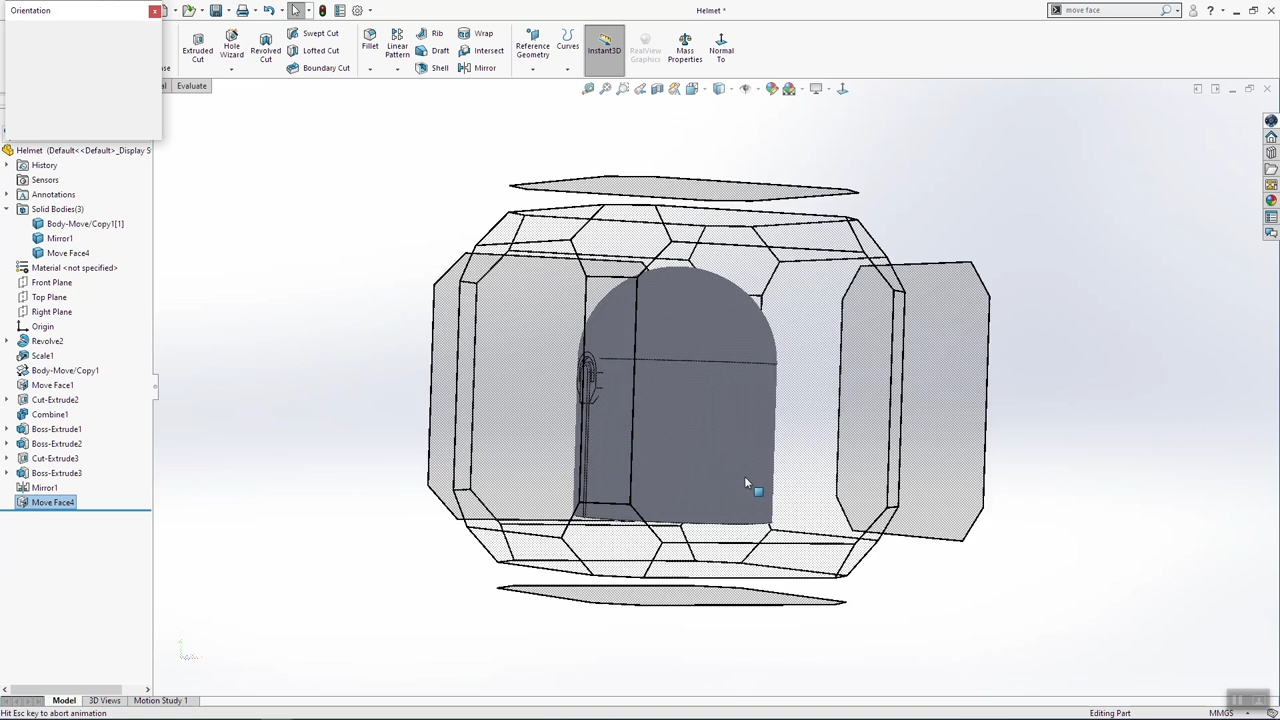 Orientation
Helmet *
move face
Extruded Cut
Hole Wizard
Revolved Cut
Swept Cut
Lofted Cut
Boundary Cut
Fillet
Linear Pattern
Rib
Draft
Shell
Wrap
Intersect
Mirror
Reference Geometry
Curves
Instant3D
RealView Graphics
Mass Properties
Normal To
Evaluate
Helmet (Default<<Default>_Display S
History
Sensors
Annotations
Solid Bodies(3)
Body-Move/Copy1[1]
Mirror1
Move Face4
Material <not specified>
Front Plane
Top Plane
Right Plane
Origin
Revolve2
Scale1
Body-Move/Copy1
Move Face1
Cut-Extrude2
Combine1
Boss-Extrude1
Boss-Extrude2
Cut-Extrude3
Boss-Extrude3
Mirror1
Move Face4
Model
3D Views
Motion Study 1
Hit Esc key to abort animation
Editing Part
MMGS